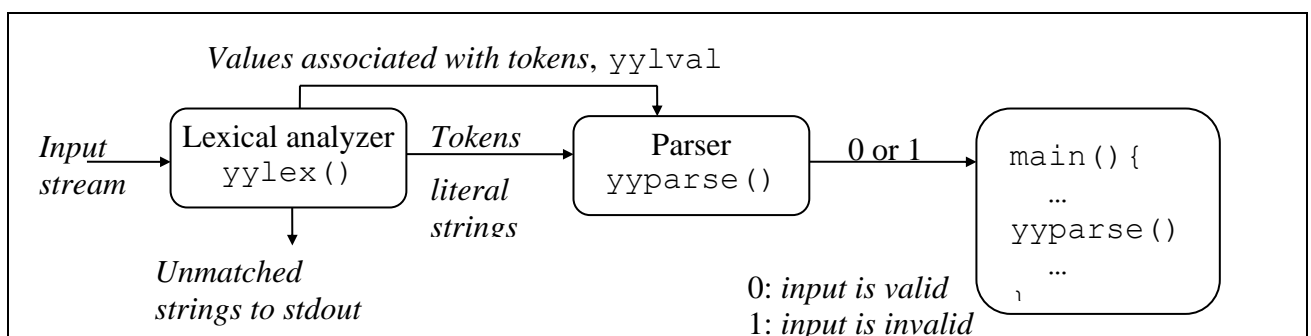 Values associated with tokens, yylval
Input
stream
Lexical analyzer
yylex()
Tokens
literal
strings
Parser
yyparse()
0 or 1
main(){
…
yyparse()
…
}
Unmatched
strings to stdout
0: input is valid
1: input is invalid